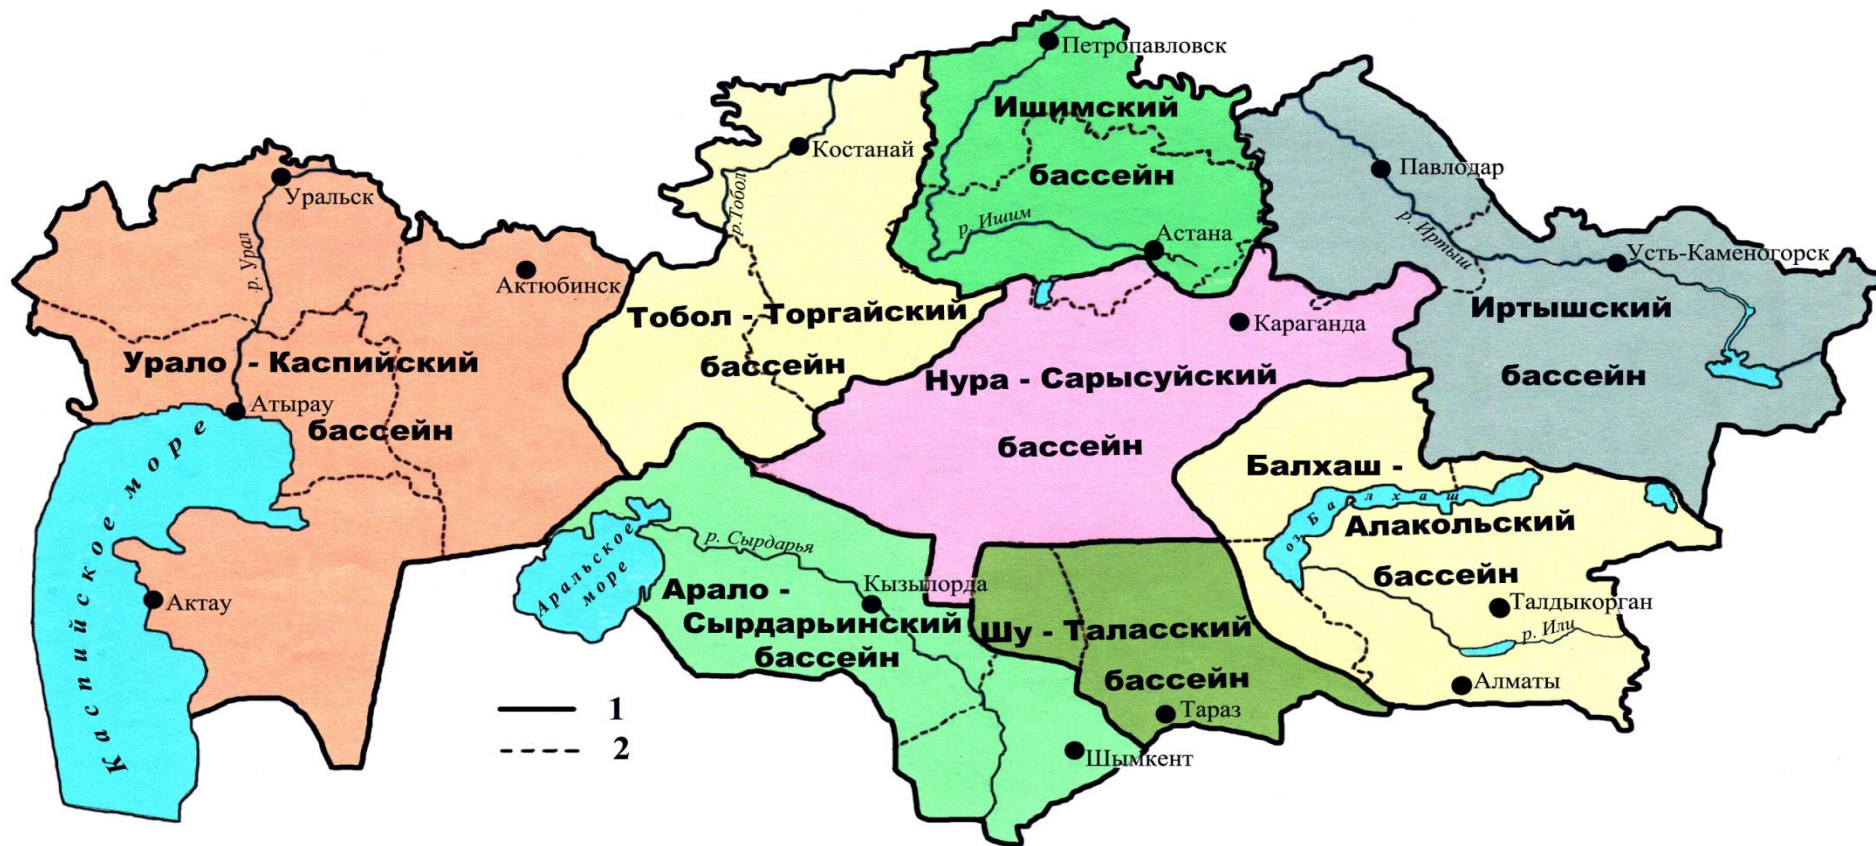 Петропавловск
Ишимский
бассейн
р. Ишим
Астана
Костанай
р.Тобол
Тобол - Торгайский
бассейн
Павлодар
р. Иртыш
Усть-Каменогорск
Иртышский
бассейн
Уральск
р. Урал
Актюбинск
Урало - Каспийский
бассейн
Атырау
Каспийское море
Актау
Караганда
Нура - Сарысуйский
бассейн
Балхаш -
Алакольский
бассейн
оз. Балхаш
Талдыкорган
р. Или
Алматы
Аральское
море
р. Сырдарья
Кызылорда
Арало -
Сырдарьинский
бассейн
Шымкент
Шу - Таласский
бассейн
Тараз
1
2